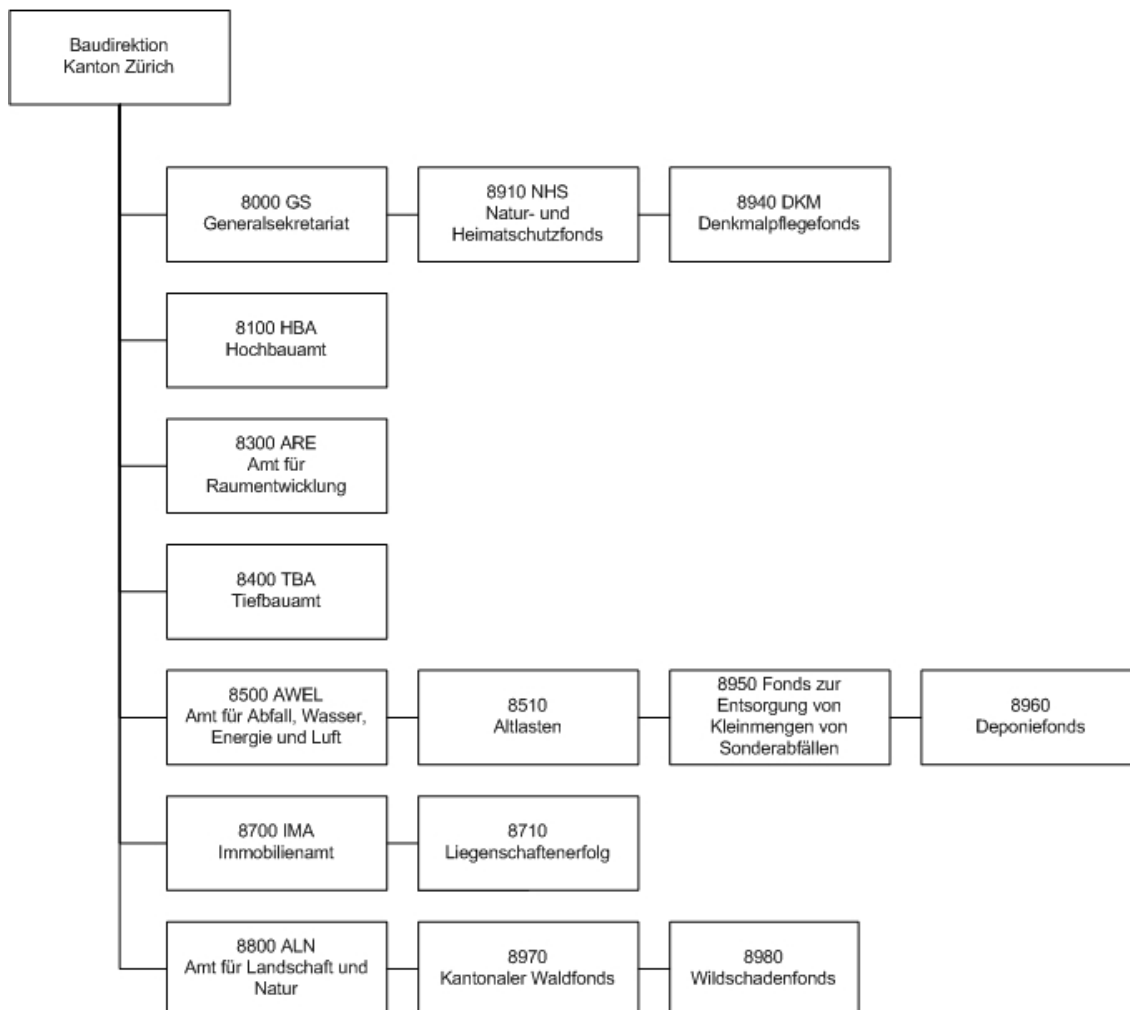 Baudirektion
Kanton Zürich
8000 GS
Generalsekretariat
8910 NHS
Natur- und
Heimatschutzfonds
8940 DKM
Denkmalpflegefonds
8100 HBA
Hochbauamt
8300 ARE
Amt für
Raumentwicklung
8400 TBA
Tiefbauamt
8500 AWEL
Amt für Abfall, Wasser,
Energie und Luft
8510
Altlasten
8950 Fonds zur
Entsorgung von
Kleinmengen von
Sonderabfällen
8960
Deponiefonds
8700 IMA
Immobilienamt
8710
Liegenschaftenerfolg
8800 ALN
Amt für Landschaft und
Natur
8970
Kantonaler Waldfonds
8980
Wildschadenfonds